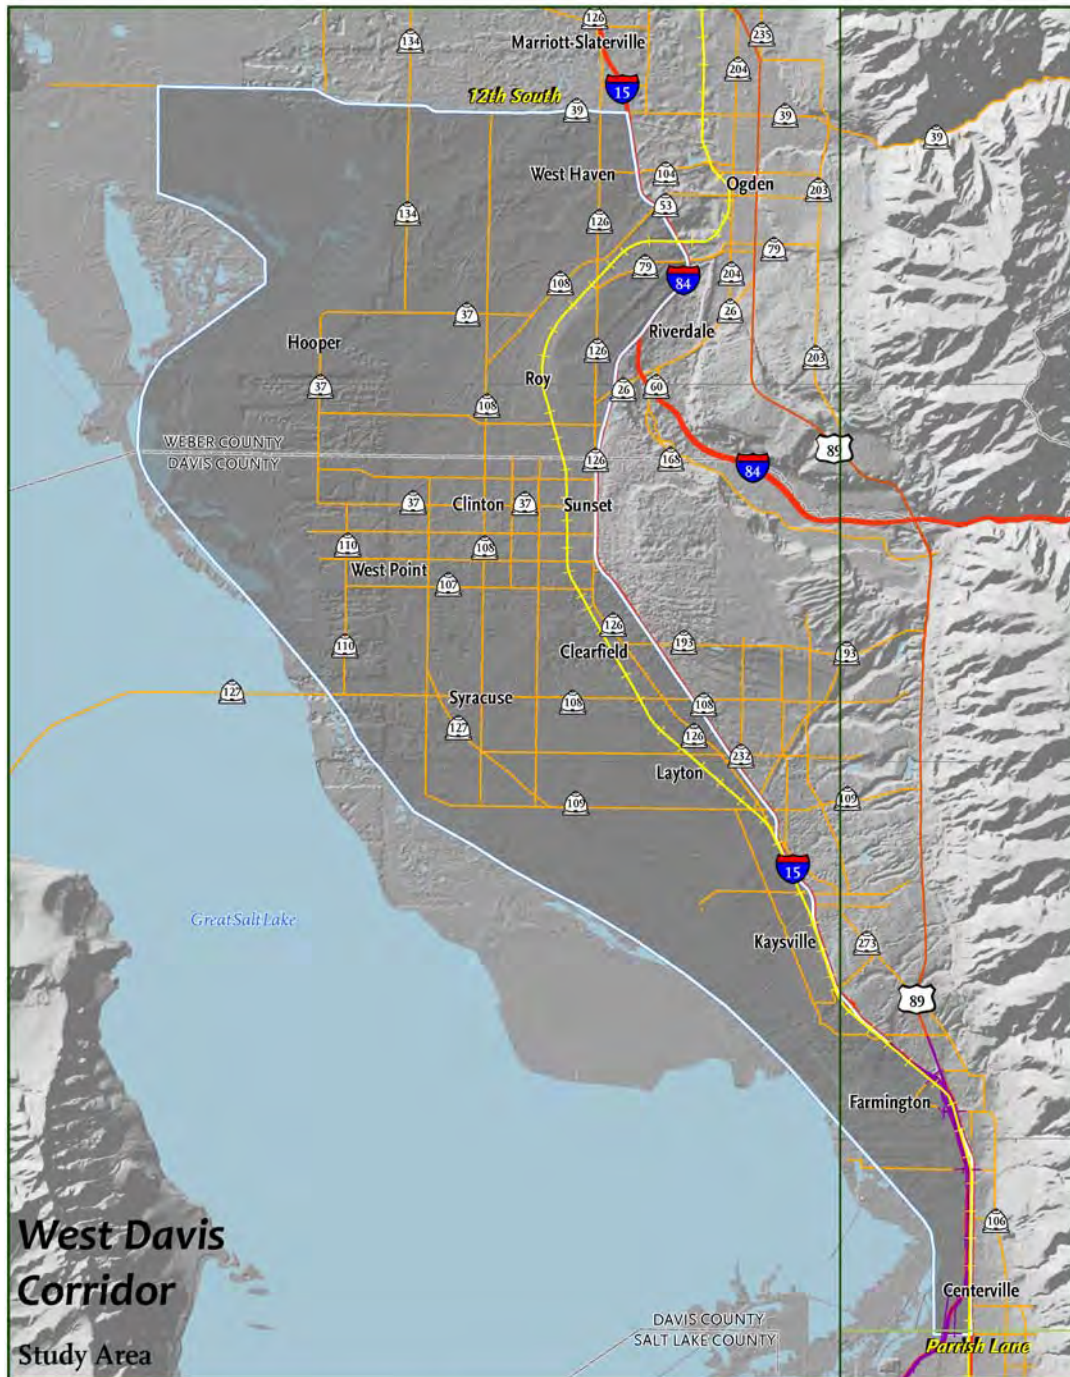 126
134
235
Marriott-Slaterville
204
15
12th South
39
39
39
West Haven
104
Ogden
203
53
134
126
79
79
204
84
108
26
37
Riverdale
Hooper
126
203
Roy
37
26
60
108
WEBER COUNTY
DAVIS COUNTY
89
126
168
84
37
Clinton
37
Sunset
110
108
West Point
107
126
193
110
Clearfield
193
127
Syracuse
108
108
127
126
232
Layton
109
109
15
Great Salt Lake
Kaysville
273
89
Farmington
West Davis
Corridor
Study Area
106
Centerville
DAVIS COUNTY
SALT LAKE COUNTY
Parrish Lane